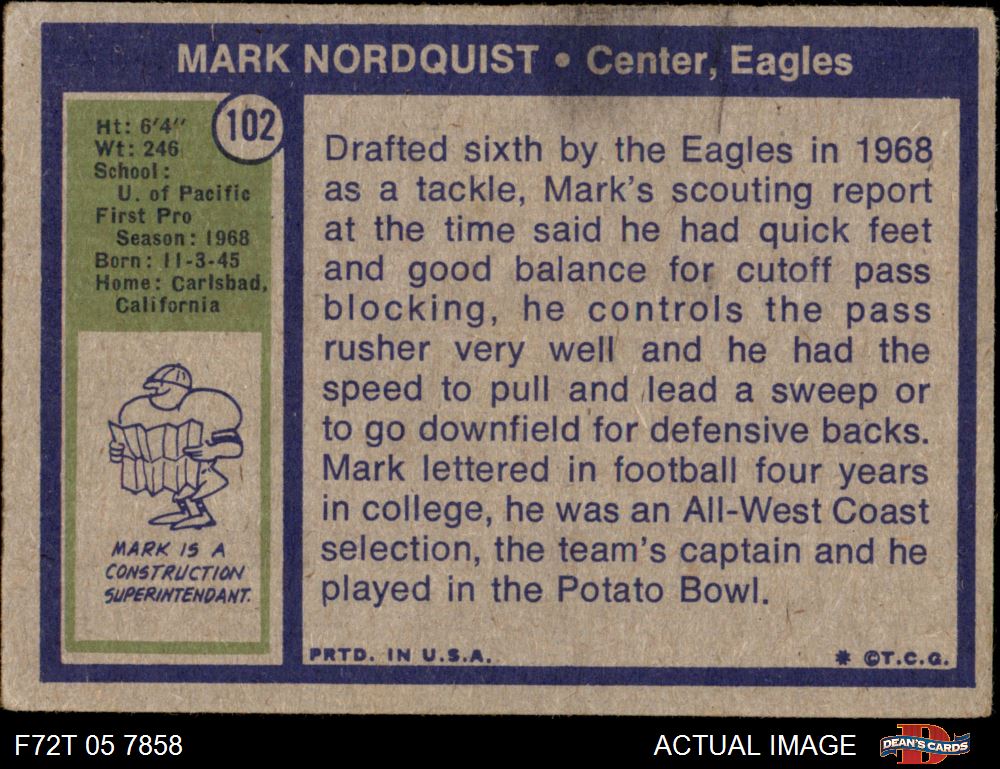 MARK NORDQUIST • Center, Eagles
102
Ht: 6'4"
Wt: 246
School:
U. of Pacific
First Pro
Season: 1968
Born: 11-3-45
Home: Carlsbad,
California
MARK IS A
CONSTRUCTION
SUPERINTENDANT.
Drafted sixth by the Eagles in 1968
as a tackle, Mark's scouting report
at the time said he had quick feet
and good balance for cutoff pass
blocking, he controls the pass
rusher very well and he had the
speed to pull and lead a sweep or
to go downfield for defensive backs.
Mark lettered in football four years
in college, he was an All-West Coast
selection, the team's captain and he
played in the Potato Bowl.
PRTD. IN U.S.A.
* ©T.C.G.
F72T 05 7858
ACTUAL IMAGE
D
DEAN'S CARDS